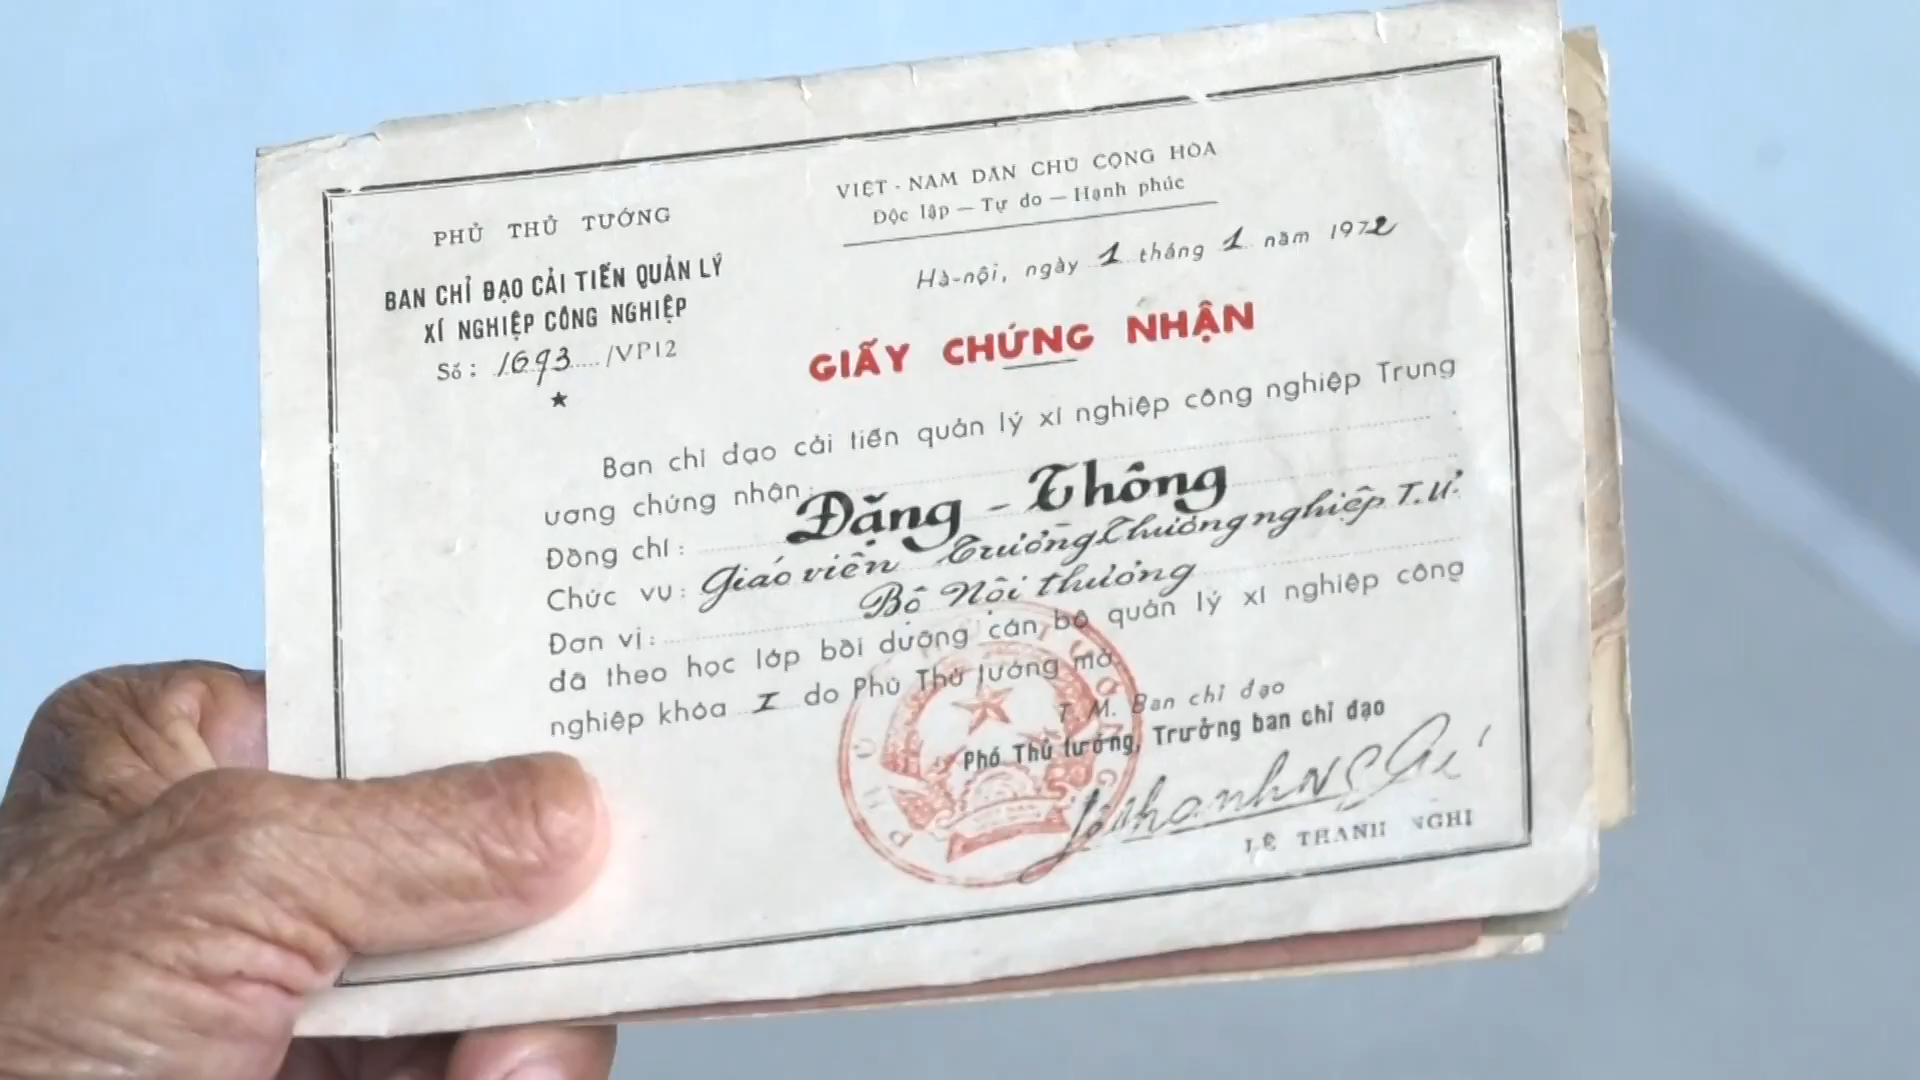 PHỦ THỦ TƯỚNG
BAN CHỈ ĐẠO CẢI TIẾN QUẢN LÝ
XÍ NGHIỆP CÔNG NGHIỆP
Số: 1693 /VP12
VIỆT-NAM DÂN CHỦ CỘNG HÒA
Độc lập — Tự do — Hạnh phúc
Hà-nội, ngày 1 tháng 1 năm 1972
GIẤY CHỨNG NHẬN
Ban chỉ đạo cải tiến quản lý xí nghiệp công nghiệp Trung
ương chứng nhận:
Đồng chí: Đặng - Thông
Chức vụ: Giáo viên Trường Thương nghiệp T.Ư
Đơn vị: Bộ Nội thương
đã theo học lớp bồi dưỡng cán bộ quản lý xí nghiệp công
nghiệp khóa I do Phủ Thủ tướng mở
T. M. Ban chỉ đạo
Phó Thủ tướng, Trưởng ban chỉ đạo
LÊ THANH NGHỊ